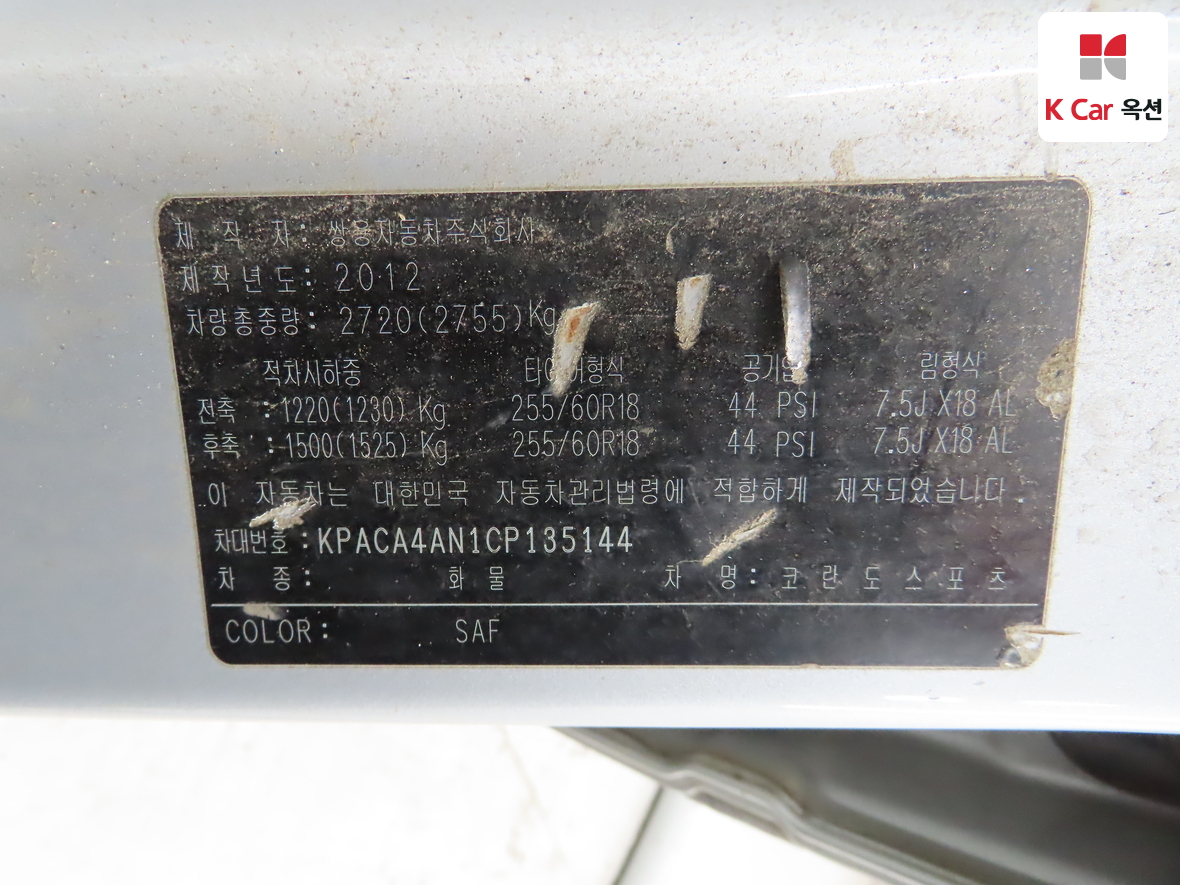 K Car 옥션
제 작 자: 쌍용자동차주식회사
제작년도: 2012
차량총중량: 2720(2755)Kg
적차시하중 타이어형식 공기압 림형식
전축 :1220(1230) Kg 255/60R18 44 PSI 7.5J X18 AL
후축 :1500(1525) Kg 255/60R18 44 PSI 7.5J X18 AL
이 자동차는 대한민국 자동차관리법령에 적합하게 제작되었습니다.
차대번호:KPACA4AN1CP135144
차 종: 화물 차 명: 코란도스포츠
COLOR: SAF